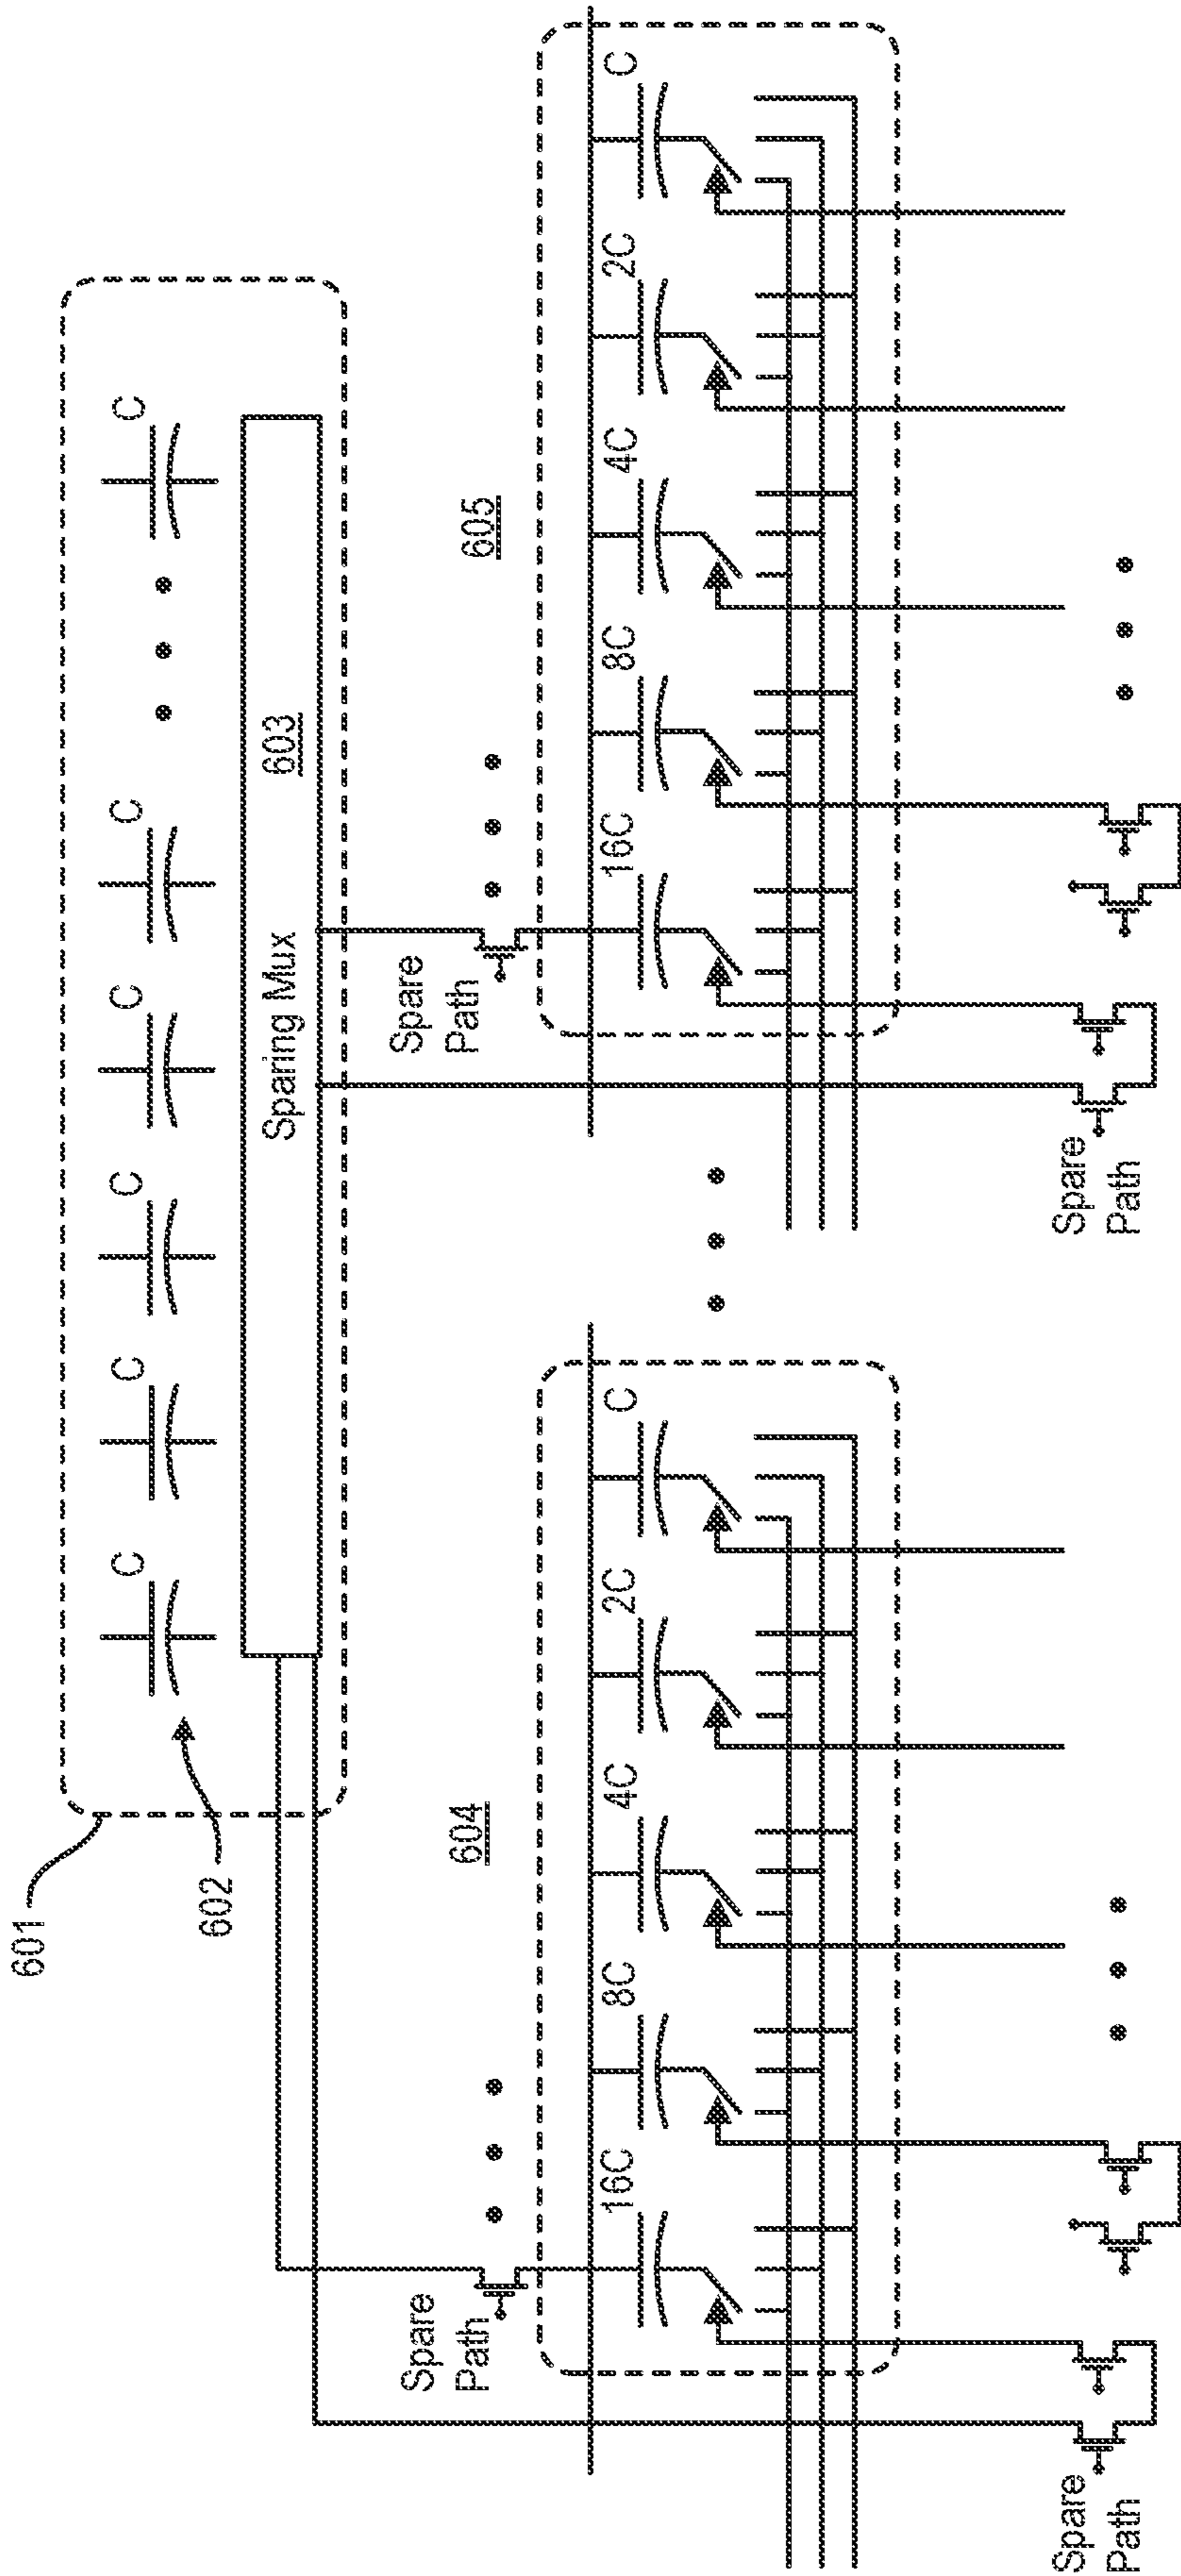 601
602
C
C
C
C
C
C
Sparing Mux
603
604
605
Spare
Path
Spare
Path
16C
8C
4C
2C
C
16C
8C
4C
2C
C
Spare
Path
Spare
Path